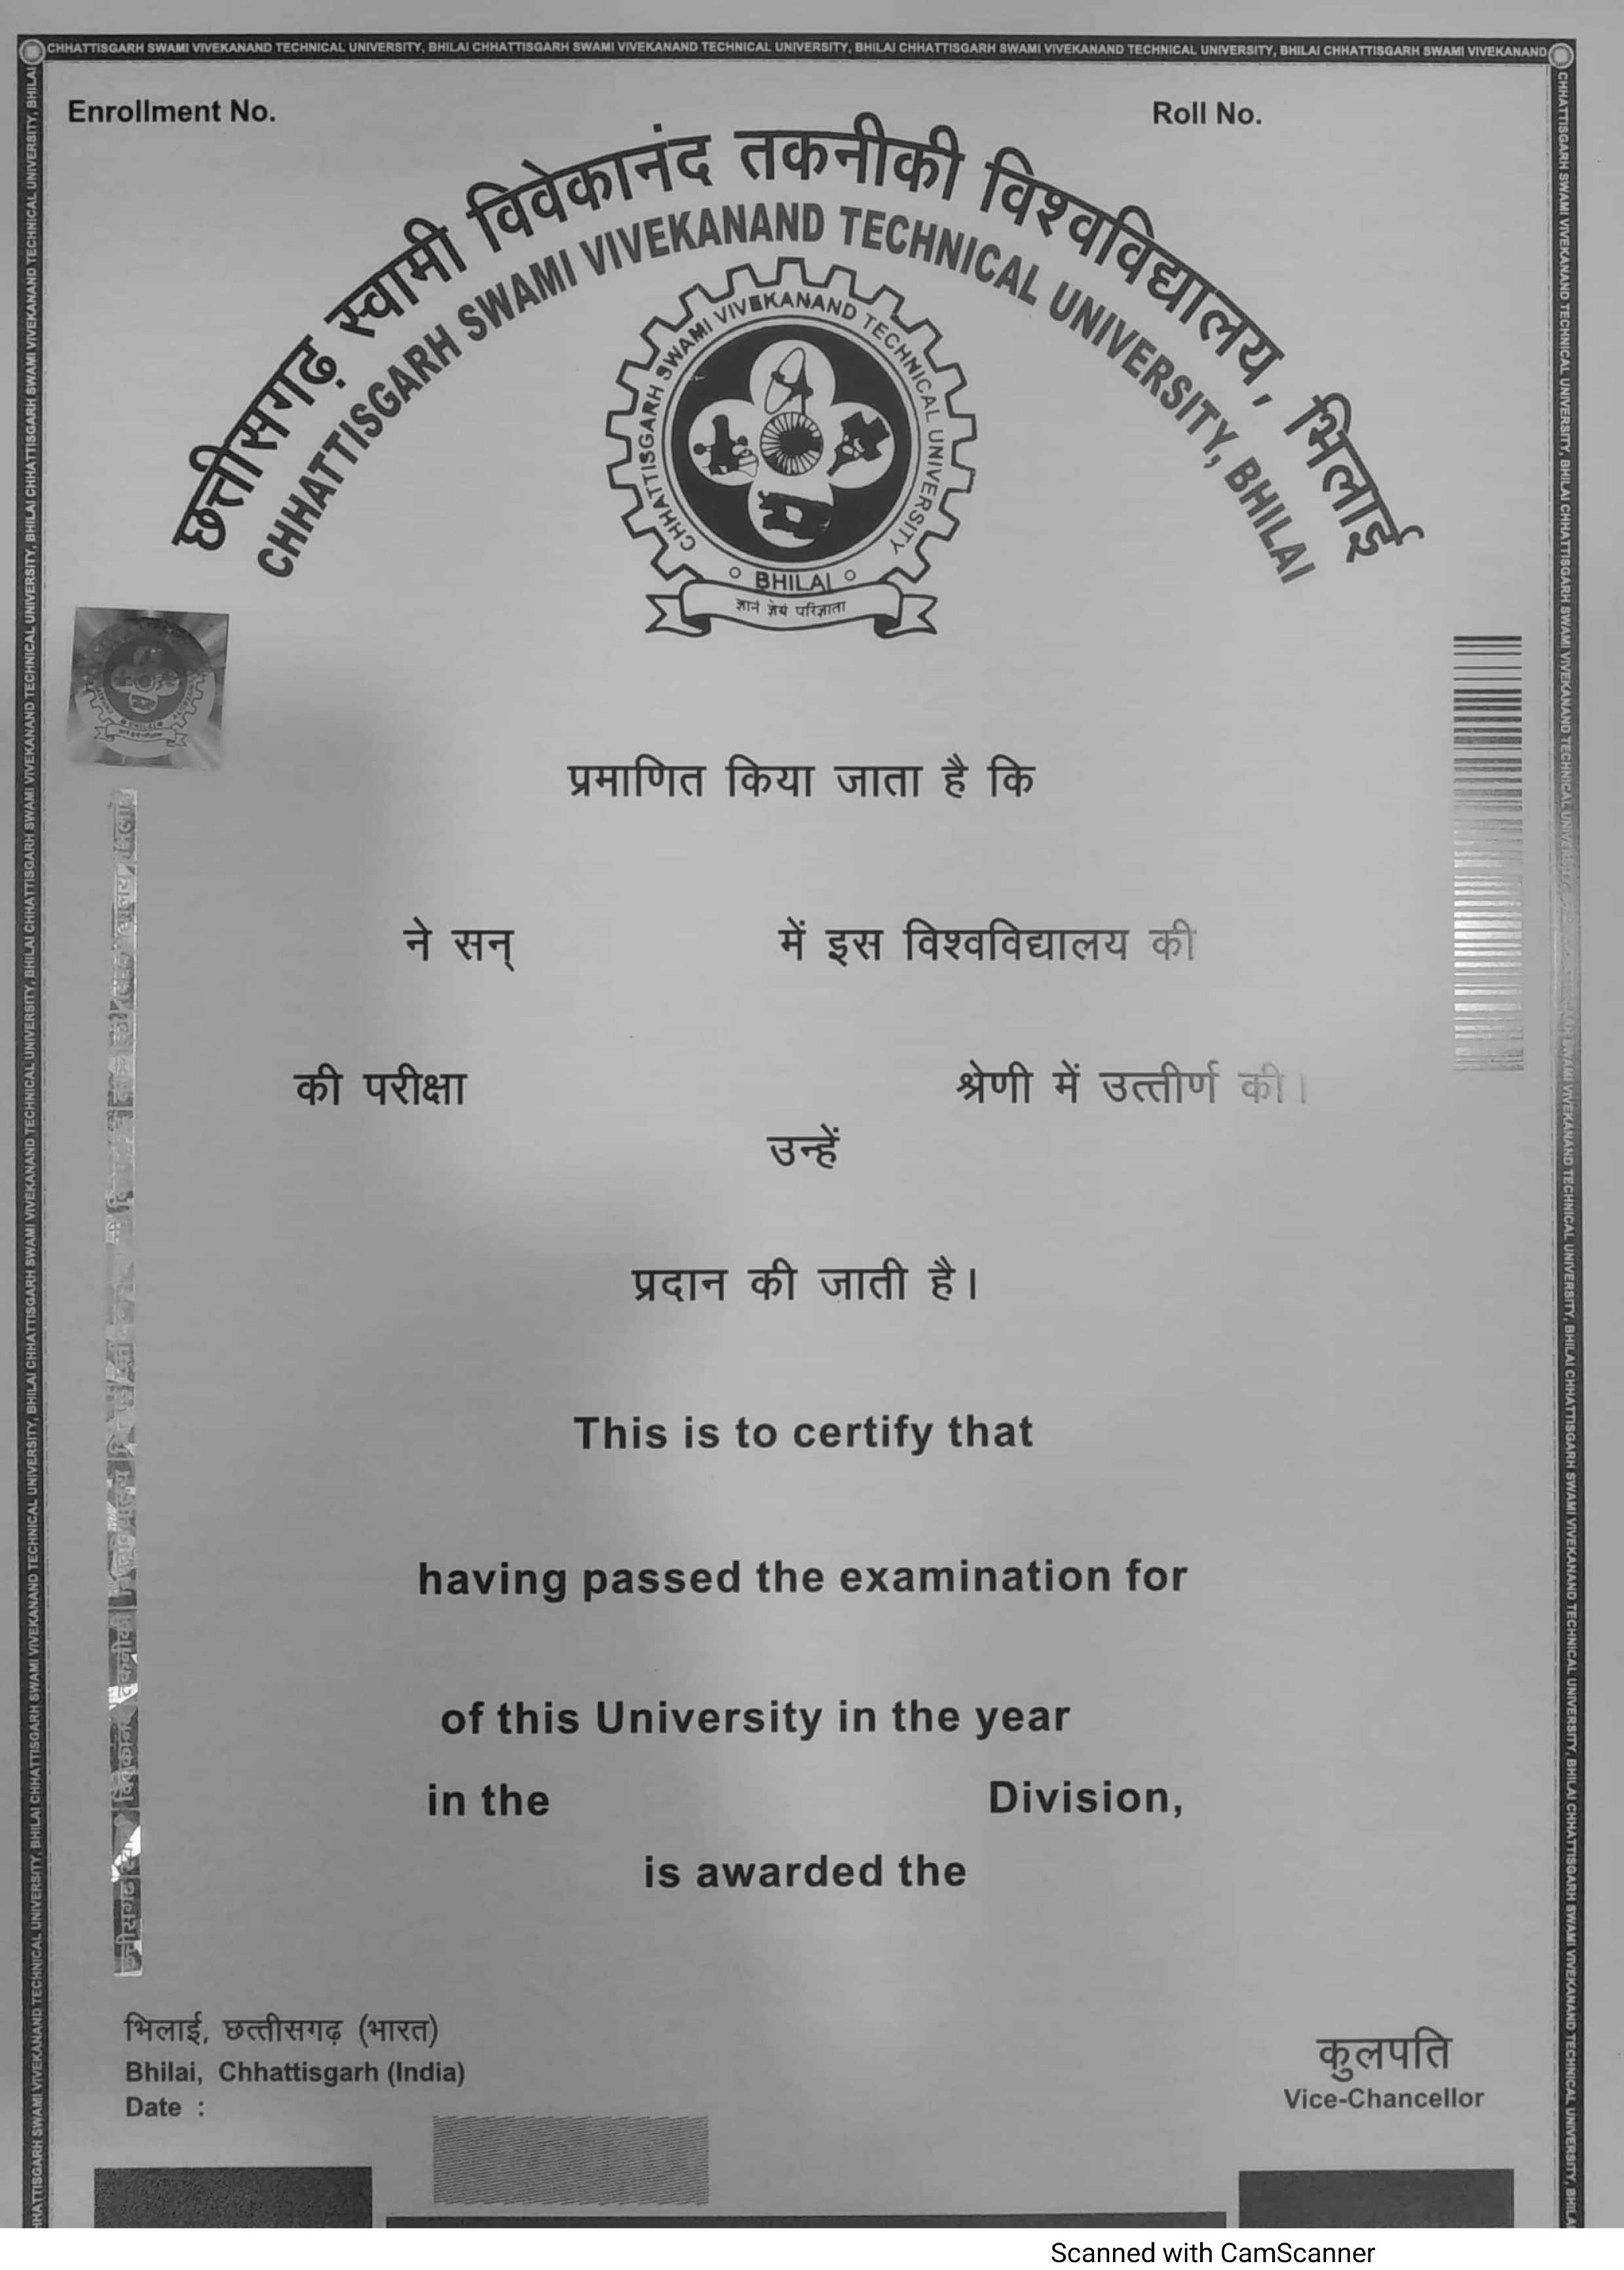 CHHATTISGARH SWAMI VIVEKANAND TECHNICAL UNIVERSITY, BHILAI CHHATTISGARH SWAMI VIVEKANAND TECHNICAL UNIVERSITY, BHILAI CHHATTISGARH SWAMI VIVEKANAND TECHNICAL UNIVERSITY, BHILAI CHHATTISGARH SWAMI VIVEKANAND
Enrollment No.
Roll No.
छत्तीसगढ़ स्वामी विवेकानंद तकनीकी विश्वविद्यालय, भिलाई
CHHATTISGARH SWAMI VIVEKANAND TECHNICAL UNIVERSITY, BHILAI
CHHATTISGARH SWAMI VIVEKANAND TECHNICAL UNIVERSITY
BHILAI
ज्ञानं ज्ञेयं परिज्ञाता
प्रमाणित किया जाता है कि
ने सन् में इस विश्वविद्यालय की
की परीक्षा श्रेणी में उत्तीर्ण की।
उन्हें
प्रदान की जाती है।
This is to certify that
having passed the examination for
of this University in the year
in the Division,
is awarded the
भिलाई, छत्तीसगढ़ (भारत)
Bhilai, Chhattisgarh (India)
Date :
कुलपति
Vice-Chancellor
Scanned with CamScanner